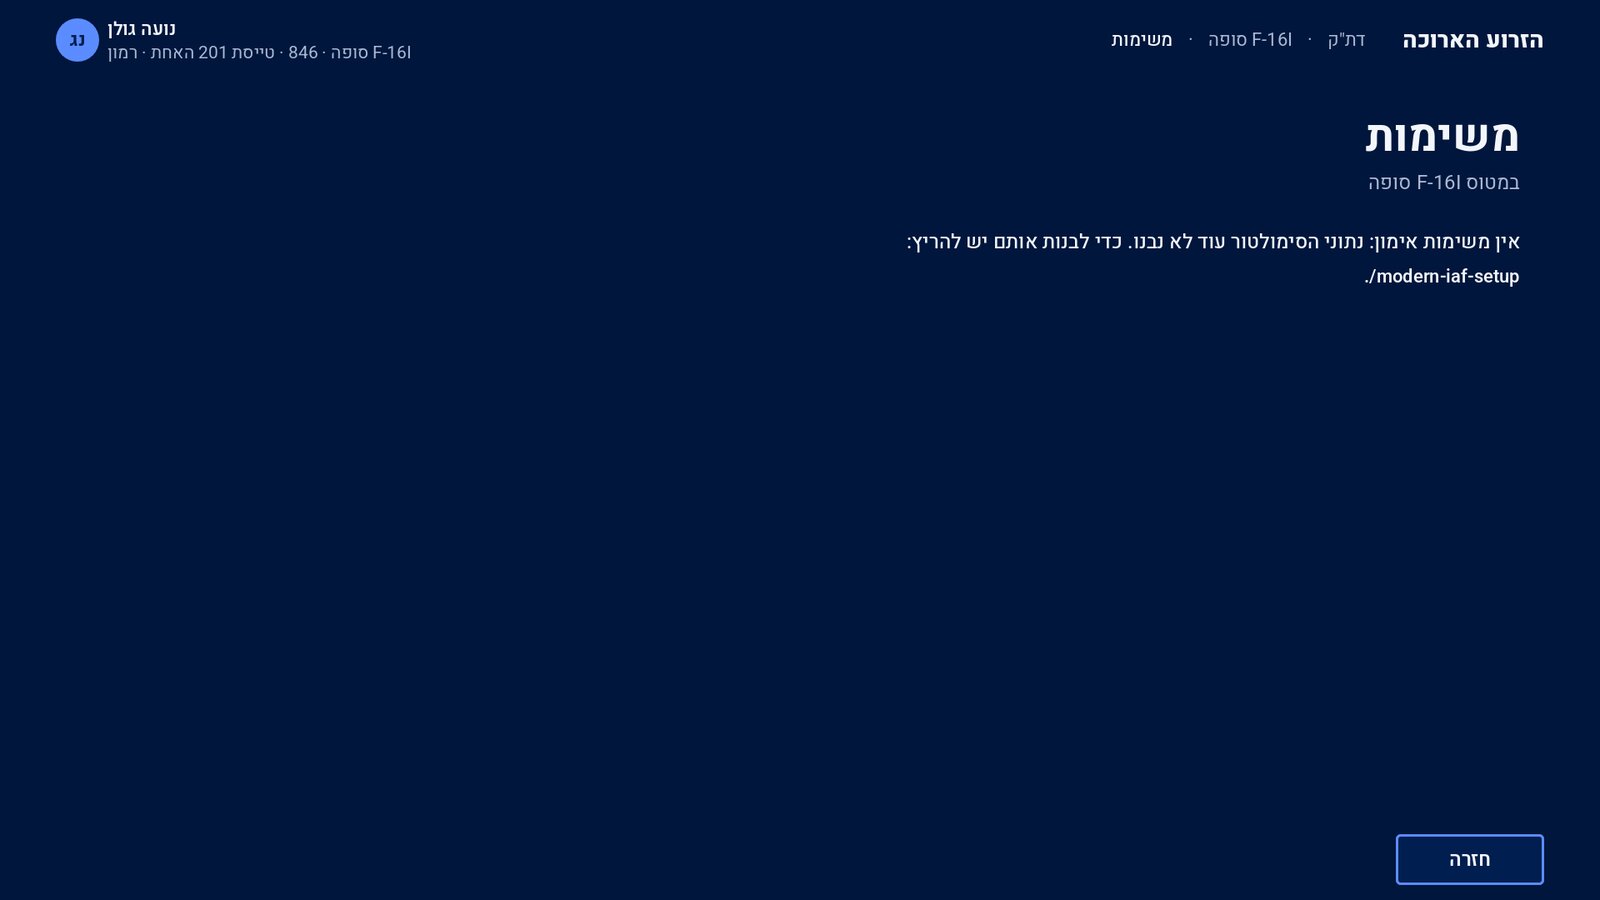 הזרוע הארוכה
דת"ק · F-16I סופה · משימות
נועה גולן
F-16I סופה · 846 · טייסת 201 האחת · רמון
נג
משימות
במטוס F-16I סופה
אין משימות אימון: נתוני הסימולטור עוד לא נבנו. כדי לבנות אותם יש להריץ:
./modern-iaf-setup
חזרה